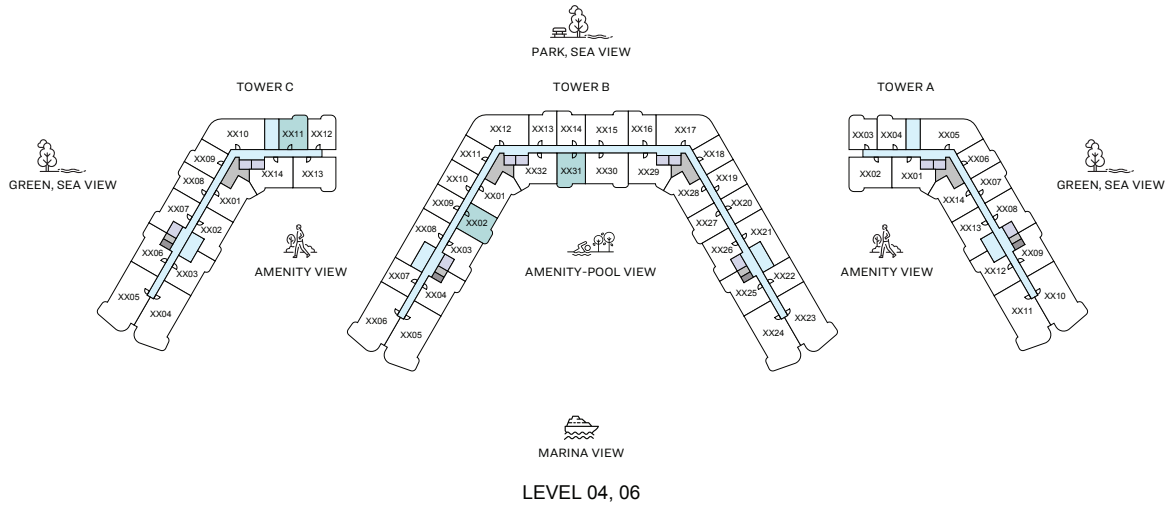 PARK, SEA VIEW
TOWER C
TOWER B
TOWER A
GREEN, SEA VIEW
GREEN, SEA VIEW
XX10
XX11
XX12
XX09
XX14
XX13
XX08
XX01
XX07
XX02
XX06
XX03
XX05
XX04
XX12
XX13
XX14
XX15
XX16
XX17
XX11
XX32
XX31
XX30
XX29
XX18
XX10
XX01
XX28
XX19
XX09
XX02
XX27
XX20
XX08
XX03
XX26
XX21
XX07
XX04
XX25
XX22
XX06
XX05
XX24
XX23
XX03
XX04
XX05
XX02
XX01
XX06
XX14
XX07
XX13
XX08
XX12
XX09
XX11
XX10
AMENITY VIEW
AMENITY-POOL VIEW
AMENITY VIEW
MARINA VIEW
LEVEL 04, 06